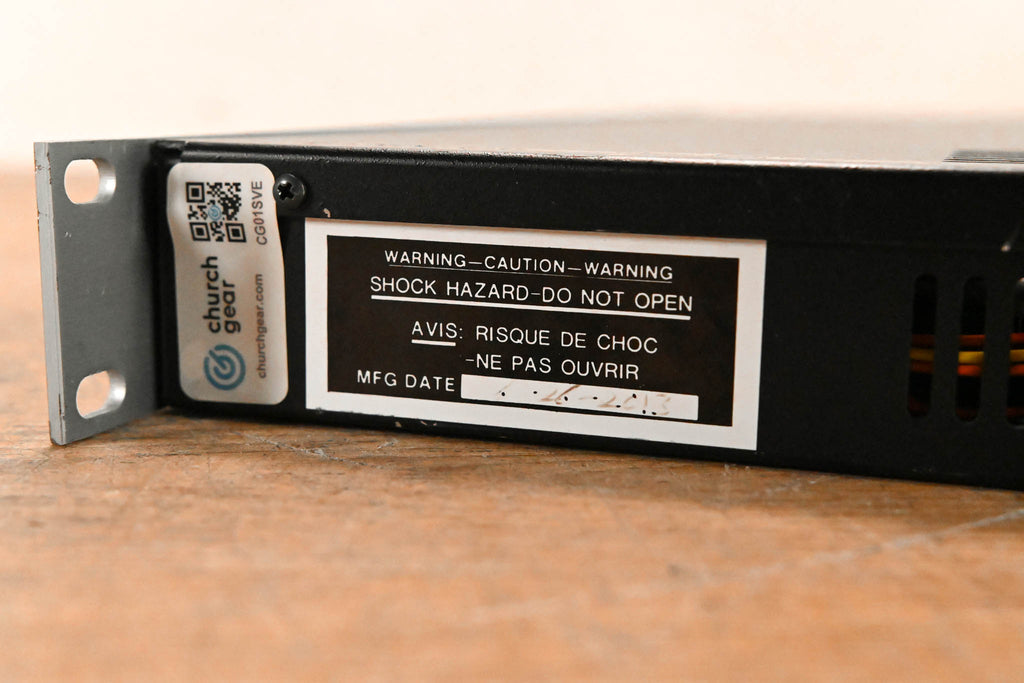 CG01SVE
church
gear
churchgear.com
WARNING-CAUTION-WARNING
SHOCK HAZARD-DO NOT OPEN
AVIS: RISQUE DE CHOC
-NE PAS OUVRIR
MFG DATE